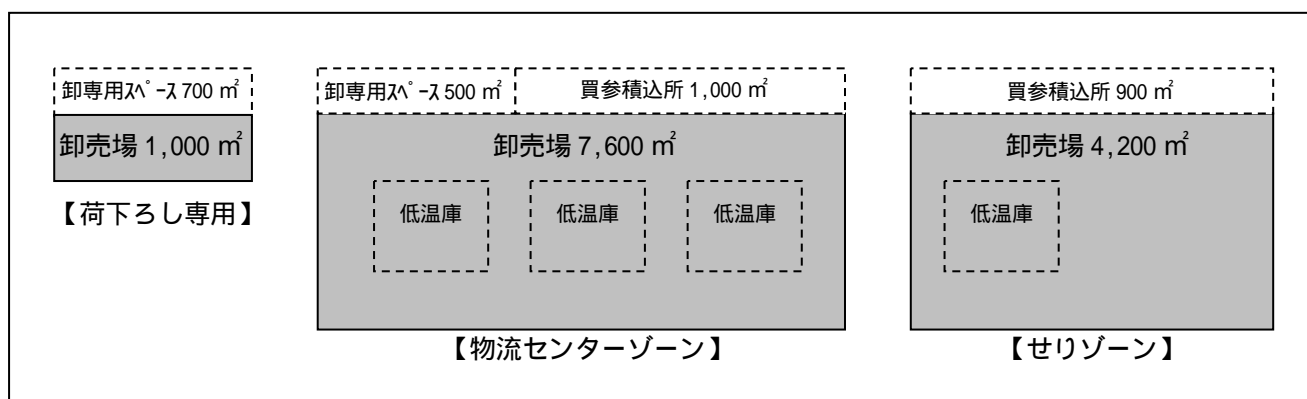 卸専用ｽﾍﾟｰｽ 700 ㎡
卸売場 1,000 ㎡
【荷下ろし専用】
卸専用ｽﾍﾟｰｽ 500 ㎡
買参積込所 1,000 ㎡
卸売場 7,600 ㎡
低温庫
低温庫
低温庫
【物流センターゾーン】
買参積込所 900 ㎡
卸売場 4,200 ㎡
低温庫
【せりゾーン】